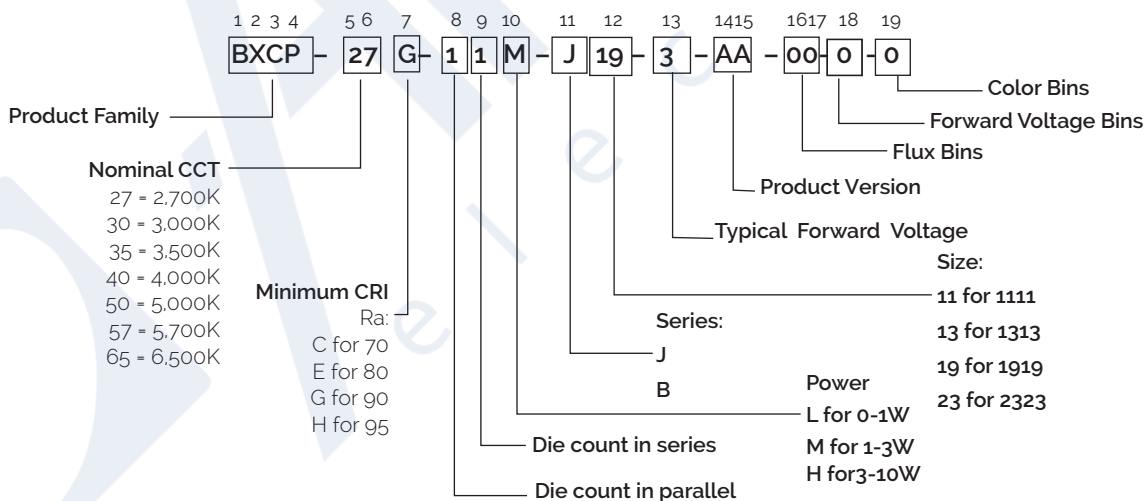 1 2 3 4 5 6 7 8 9 10 11 12 13 1415 1617 18 19
BXCP – 27 G – 1 1 M – J 19 – 3 – AA – 00 – 0 – 0
Color Bins
Product Family
Forward Voltage Bins
Flux Bins
Nominal CCT
27 = 2,700K
30 = 3,000K
35 = 3,500K
40 = 4,000K
50 = 5,000K
57 = 5,700K
65 = 6,500K
Product Version
Typical Forward Voltage
Minimum CRI
Ra:
C for 70
E for 80
G for 90
H for 95
Size:
11 for 1111
13 for 1313
19 for 1919
23 for 2323
Series:
J
B
Power
L for 0-1W
M for 1-3W
H for3-10W
Die count in series
Die count in parallel